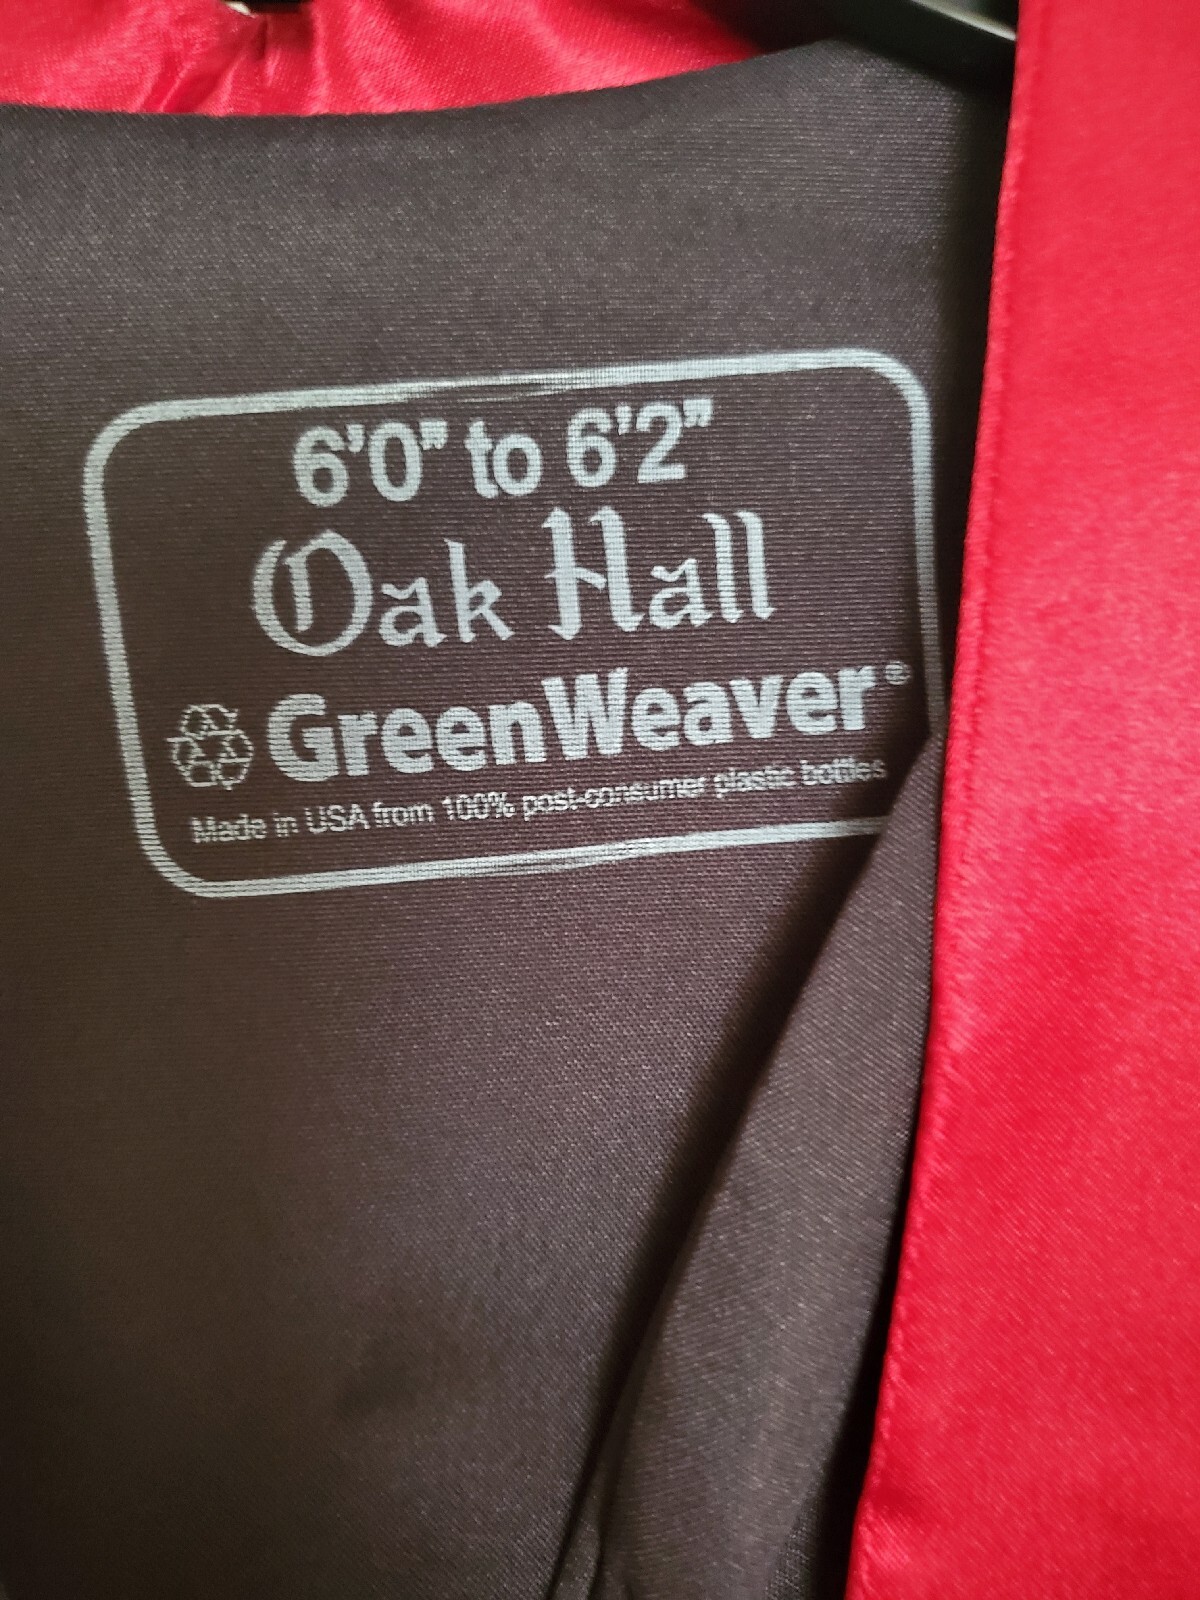 6'0" to 6'2"
Oak Hall
GreenWeaver®
Made in USA from 100% post-consumer plastic bottles